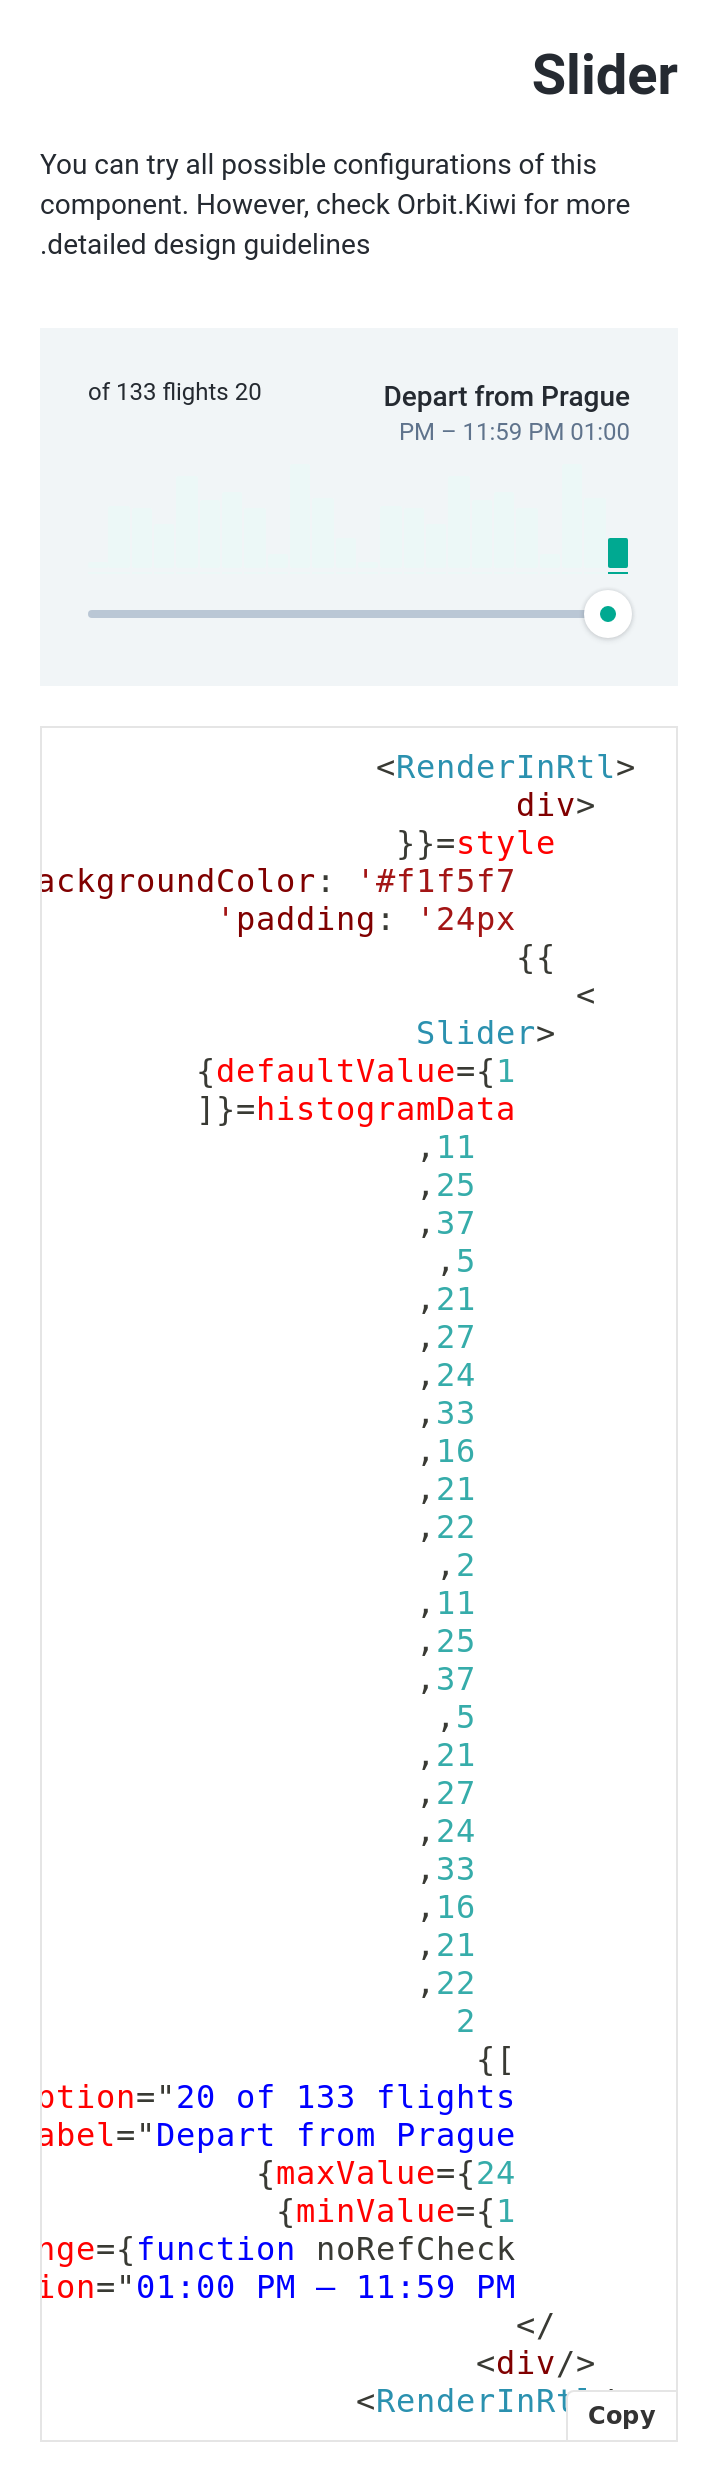 Slider
You can try all possible configurations of this
component. However, check Orbit.Kiwi for more
.detailed design guidelines
Depart from Prague
PM – 11:59 PM 01:00
of 133 flights 20
<RenderInRtl>
div>
}}=style
ackgroundColor: '#f1f5f7
'padding: '24px
{{
<
Slider>
{defaultValue={1
]}=histogramData
,11
,25
,37
,5
,21
,27
,24
,33
,16
,21
,22
,2
,11
,25
,37
,5
,21
,27
,24
,33
,16
,21
,22
2
{[
ption="20 of 133 flights
abel="Depart from Prague
{maxValue={24
{minValue={1
nge={function noRefCheck
ion="01:00 PM – 11:59 PM
</
<div/>
<RenderInRtl
Copy